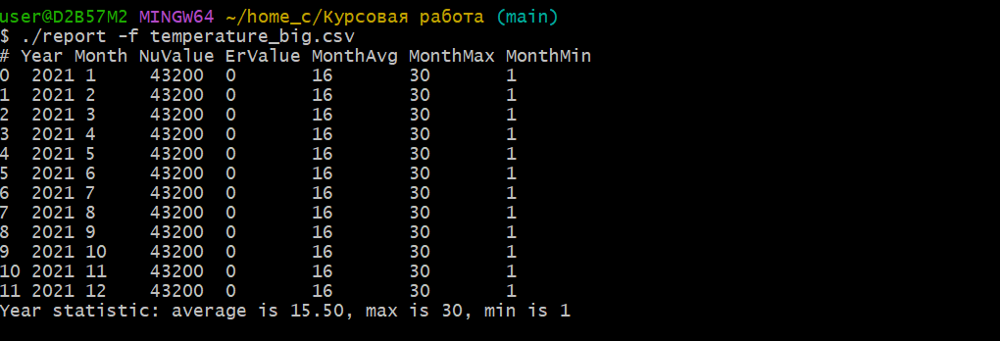 user@D2B57M2 MINGW64 ~/home_c/Курсовая работа (main)
$ ./report -f temperature_big.csv
# Year Month NuValue ErValue MonthAvg MonthMax MonthMin
0  2021 1     43200  0       16       30       1
1  2021 2     43200  0       16       30       1
2  2021 3     43200  0       16       30       1
3  2021 4     43200  0       16       30       1
4  2021 5     43200  0       16       30       1
5  2021 6     43200  0       16       30       1
6  2021 7     43200  0       16       30       1
7  2021 8     43200  0       16       30       1
8  2021 9     43200  0       16       30       1
9  2021 10    43200  0       16       30       1
10 2021 11    43200  0       16       30       1
11 2021 12    43200  0       16       30       1
Year statistic: average is 15.50, max is 30, min is 1